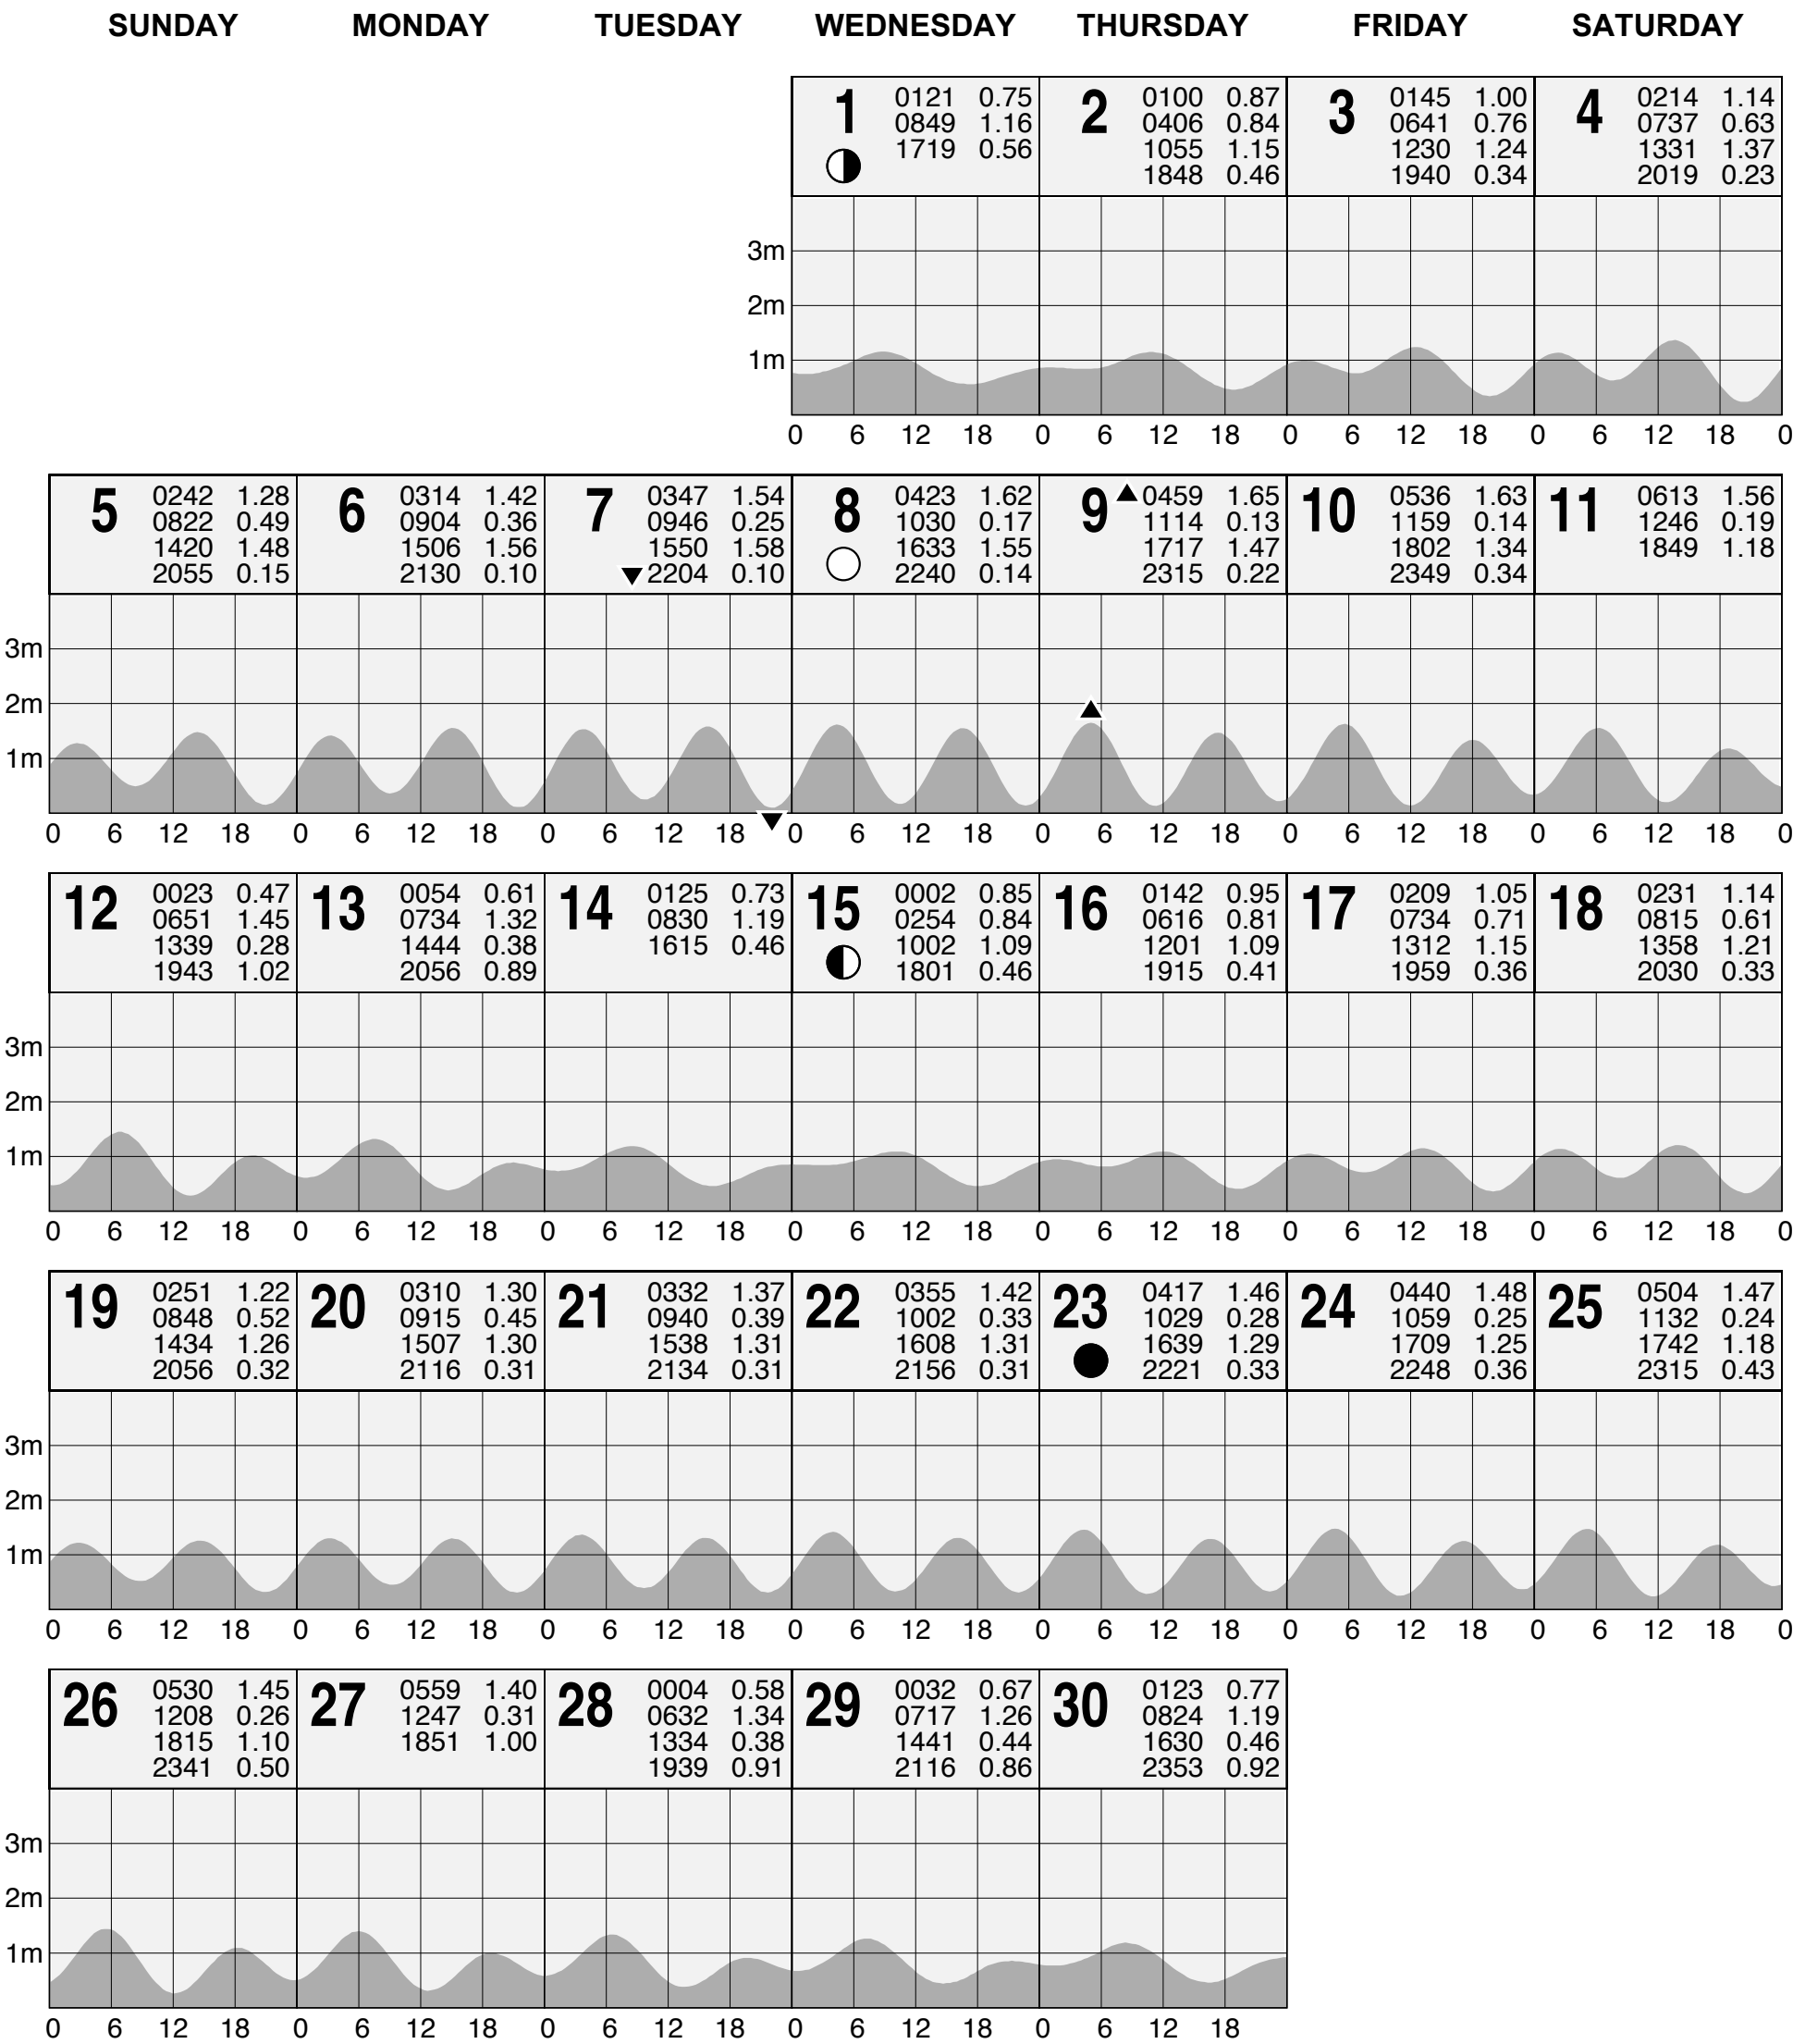 SUNDAY MONDAY TUESDAY WEDNESDAY THURSDAY FRIDAY SATURDAY
1 0121 0.75
0849 1.16
1719 0.56
2 0100 0.87
0406 0.84
1055 1.15
1848 0.46
3 0145 1.00
0641 0.76
1230 1.24
1940 0.34
4 0214 1.14
0737 0.63
1331 1.37
2019 0.23
3m
2m
1m
0 6 12 18 0 6 12 18 0 6 12 18 0 6 12 18 0
5 0242 1.28
0822 0.49
1420 1.48
2055 0.15
6 0314 1.42
0904 0.36
1506 1.56
2130 0.10
7 0347 1.54
0946 0.25
1550 1.58
2204 0.10
8 0423 1.62
1030 0.17
1633 1.55
2240 0.14
9 0459 1.65
1114 0.13
1717 1.47
2315 0.22
10 0536 1.63
1159 0.14
1802 1.34
2349 0.34
11 0613 1.56
1246 0.19
1849 1.18
3m
2m
1m
0 6 12 18 0 6 12 18 0 6 12 18 0 6 12 18 0 6 12 18 0 6 12 18 0 6 12 18 0
12 0023 0.47
0651 1.45
1339 0.28
1943 1.02
13 0054 0.61
0734 1.32
1444 0.38
2056 0.89
14 0125 0.73
0830 1.19
1615 0.46
15 0002 0.85
0254 0.84
1002 1.09
1801 0.46
16 0142 0.95
0616 0.81
1201 1.09
1915 0.41
17 0209 1.05
0734 0.71
1312 1.15
1959 0.36
18 0231 1.14
0815 0.61
1358 1.21
2030 0.33
3m
2m
1m
0 6 12 18 0 6 12 18 0 6 12 18 0 6 12 18 0 6 12 18 0 6 12 18 0 6 12 18 0
19 0251 1.22
0848 0.52
1434 1.26
2056 0.32
20 0310 1.30
0915 0.45
1507 1.30
2116 0.31
21 0332 1.37
0940 0.39
1538 1.31
2134 0.31
22 0355 1.42
1002 0.33
1608 1.31
2156 0.31
23 0417 1.46
1029 0.28
1639 1.29
2221 0.33
24 0440 1.48
1059 0.25
1709 1.25
2248 0.36
25 0504 1.47
1132 0.24
1742 1.18
2315 0.43
3m
2m
1m
0 6 12 18 0 6 12 18 0 6 12 18 0 6 12 18 0 6 12 18 0 6 12 18 0 6 12 18 0
26 0530 1.45
1208 0.26
1815 1.10
2341 0.50
27 0559 1.40
1247 0.31
1851 1.00
28 0004 0.58
0632 1.34
1334 0.38
1939 0.91
29 0032 0.67
0717 1.26
1441 0.44
2116 0.86
30 0123 0.77
0824 1.19
1630 0.46
2353 0.92
3m
2m
1m
0 6 12 18 0 6 12 18 0 6 12 18 0 6 12 18 0 6 12 18